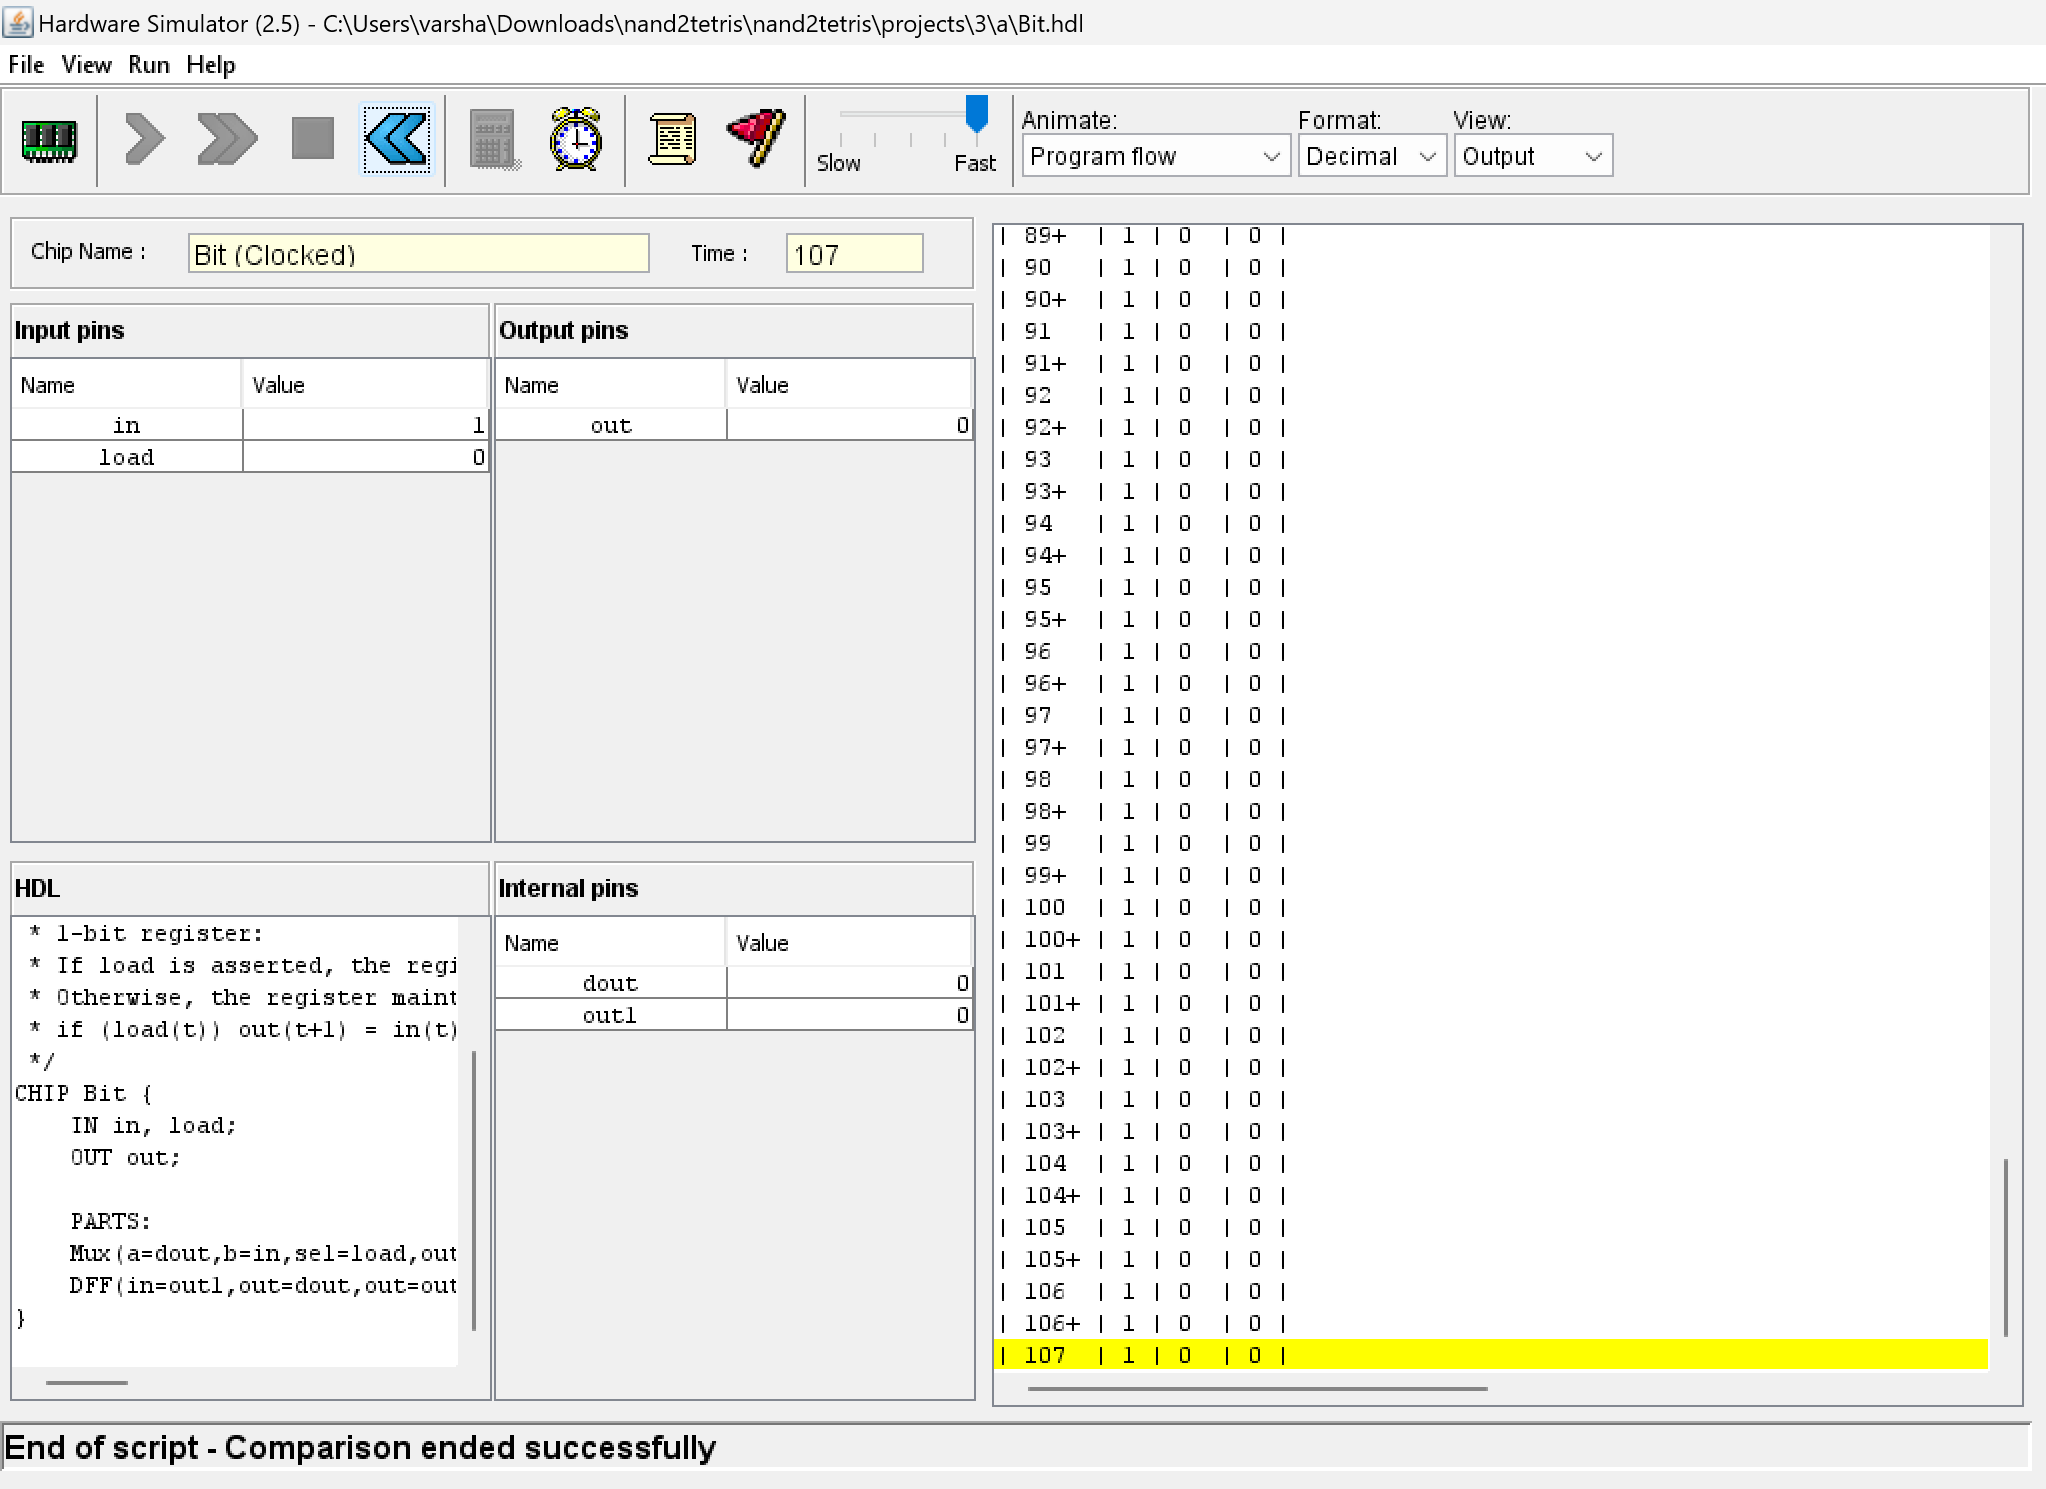 Hardware Simulator (2.5) - C:\Users\varsha\Downloads\nand2tetris\nand2tetris\projects\3\a\Bit.hdl
File View Run Help
Slow Fast
Animate: Format: View:
Program flow Decimal Output
Chip Name : Bit (Clocked) Time : 107
Input pins
Name Value
in 1
load 0
Output pins
Name Value
out 0
HDL
* 1-bit register:
* If load is asserted, the regi
* Otherwise, the register maint
* if (load(t)) out(t+1) = in(t)
*/
CHIP Bit {
IN in, load;
OUT out;
PARTS:
Mux(a=dout,b=in,sel=load,out
DFF(in=out1,out=dout,out=out
}
Internal pins
Name Value
dout 0
out1 0
| 89+ | 1 | 0 | 0 |
| 90 | 1 | 0 | 0 |
| 90+ | 1 | 0 | 0 |
| 91 | 1 | 0 | 0 |
| 91+ | 1 | 0 | 0 |
| 92 | 1 | 0 | 0 |
| 92+ | 1 | 0 | 0 |
| 93 | 1 | 0 | 0 |
| 93+ | 1 | 0 | 0 |
| 94 | 1 | 0 | 0 |
| 94+ | 1 | 0 | 0 |
| 95 | 1 | 0 | 0 |
| 95+ | 1 | 0 | 0 |
| 96 | 1 | 0 | 0 |
| 96+ | 1 | 0 | 0 |
| 97 | 1 | 0 | 0 |
| 97+ | 1 | 0 | 0 |
| 98 | 1 | 0 | 0 |
| 98+ | 1 | 0 | 0 |
| 99 | 1 | 0 | 0 |
| 99+ | 1 | 0 | 0 |
| 100 | 1 | 0 | 0 |
| 100+ | 1 | 0 | 0 |
| 101 | 1 | 0 | 0 |
| 101+ | 1 | 0 | 0 |
| 102 | 1 | 0 | 0 |
| 102+ | 1 | 0 | 0 |
| 103 | 1 | 0 | 0 |
| 103+ | 1 | 0 | 0 |
| 104 | 1 | 0 | 0 |
| 104+ | 1 | 0 | 0 |
| 105 | 1 | 0 | 0 |
| 105+ | 1 | 0 | 0 |
| 106 | 1 | 0 | 0 |
| 106+ | 1 | 0 | 0 |
| 107 | 1 | 0 | 0 |
End of script - Comparison ended successfully